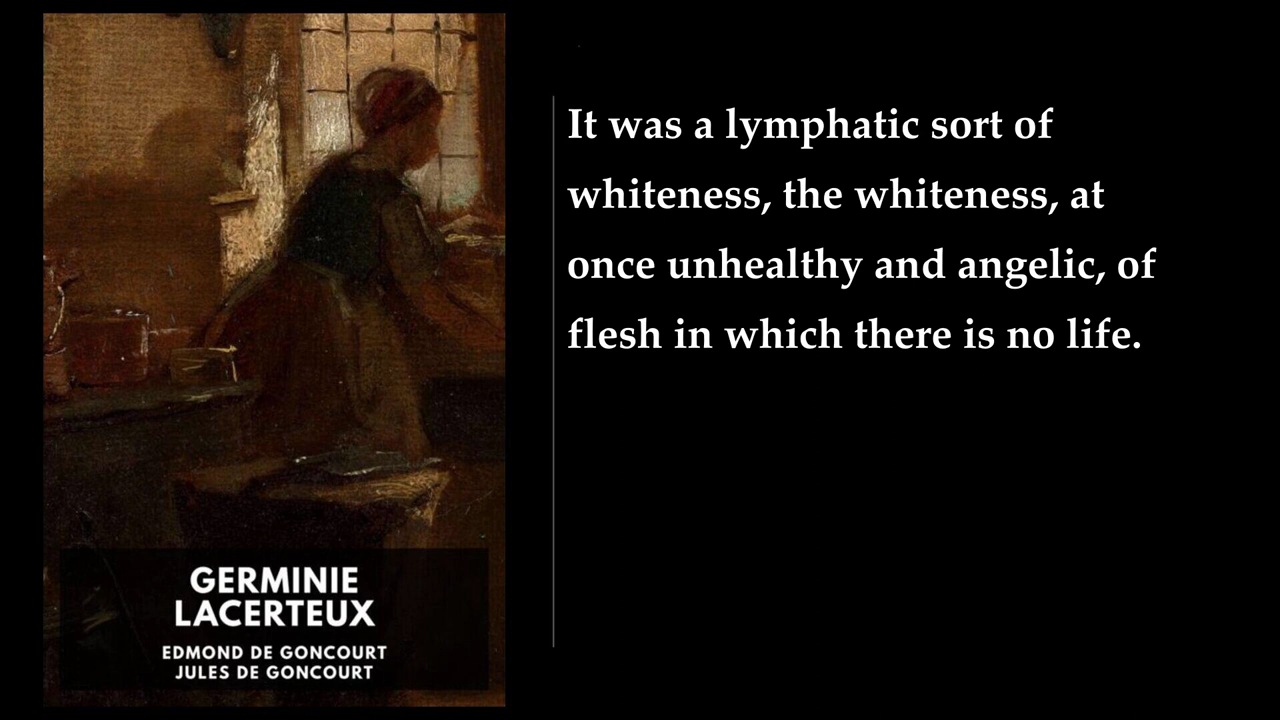 It was a lymphatic sort of
whiteness, the whiteness, at
once unhealthy and angelic, of
flesh in which there is no life.
GERMINIE
LACERTEUX
EDMOND DE GONCOURT
JULES DE GONCOURT